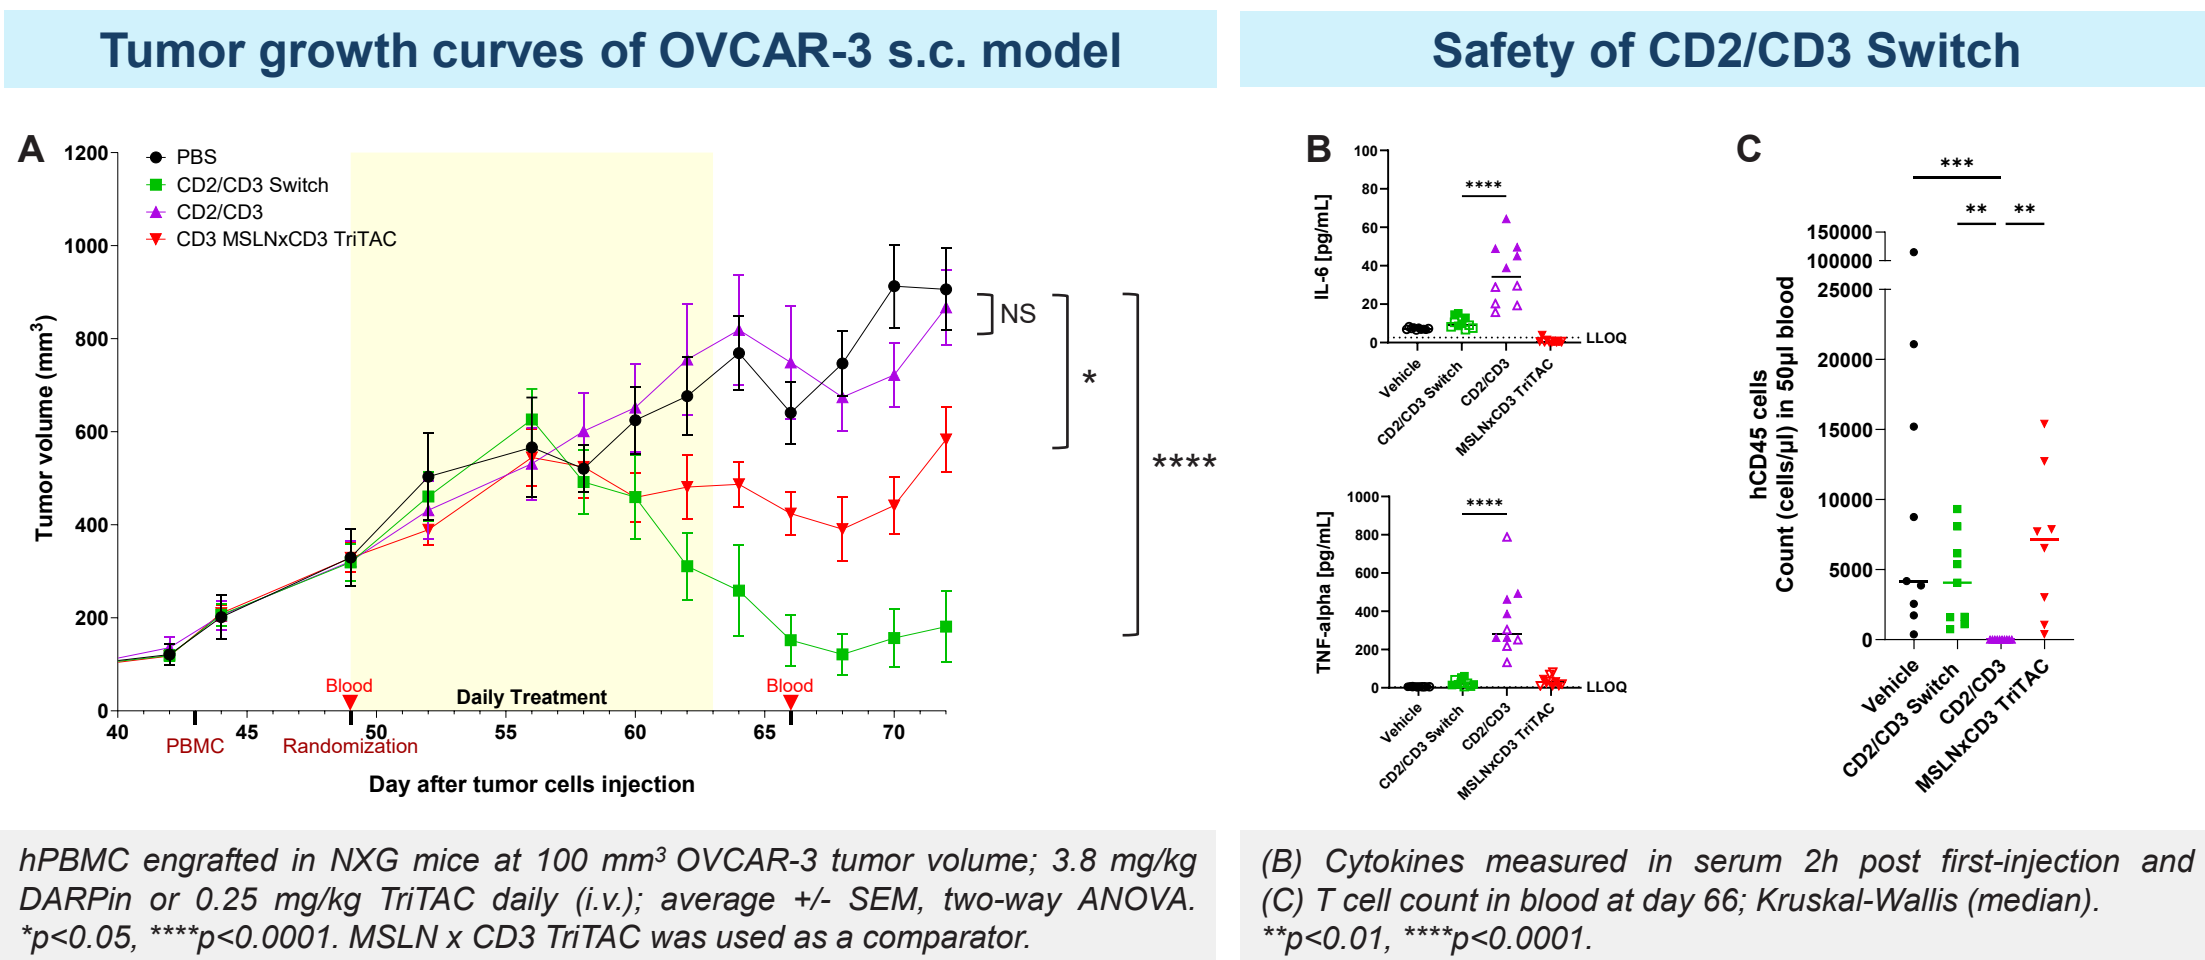 Tumor growth curves of OVCAR-3 s.c. model
Safety of CD2/CD3 Switch
A
PBS
CD2/CD3 Switch
CD2/CD3
CD3 MSLNxCD3 TriTAC
Tumor volume (mm³)
1200
1000
800
600
400
200
0
NS
*
****
Blood
Daily Treatment
Blood
40
45
50
55
60
65
70
PBMC
Randomization
Day after tumor cells injection
B
IL-6 [pg/mL]
100
80
60
40
20
0
****
LLOQ
Vehicle
CD2/CD3 Switch
CD2/CD3
MSLNxCD3 TriTAC
TNF-alpha [pg/mL]
1000
800
600
400
200
0
****
LLOQ
Vehicle
CD2/CD3 Switch
CD2/CD3
MSLNxCD3 TriTAC
C
hCD45 cells
Count (cells/µl) in 50µl blood
***
**
**
150000
100000
25000
20000
15000
10000
5000
0
Vehicle
CD2/CD3 Switch
CD2/CD3
MSLNxCD3 TriTAC
hPBMC engrafted in NXG mice at 100 mm³ OVCAR-3 tumor volume; 3.8 mg/kg
DARPin or 0.25 mg/kg TriTAC daily (i.v.); average +/- SEM, two-way ANOVA.
*p<0.05, ****p<0.0001. MSLN x CD3 TriTAC was used as a comparator.
(B) Cytokines measured in serum 2h post first-injection and
(C) T cell count in blood at day 66; Kruskal-Wallis (median).
**p<0.01, ****p<0.0001.